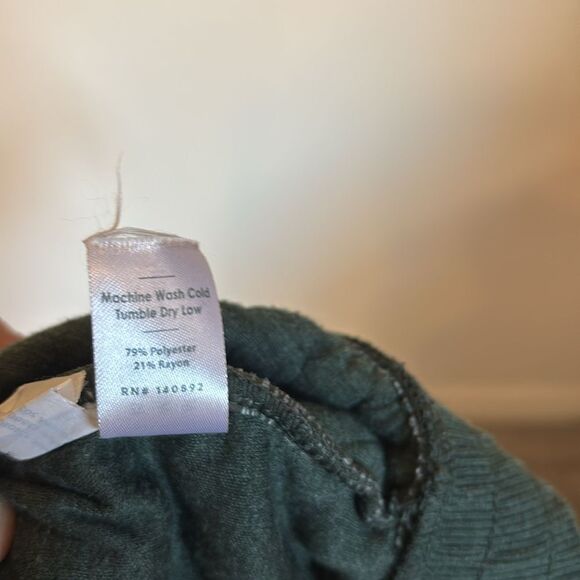 Machine Wash Cold
Tumble Dry Low
79% Polyester
21% Rayon
RN# 140892